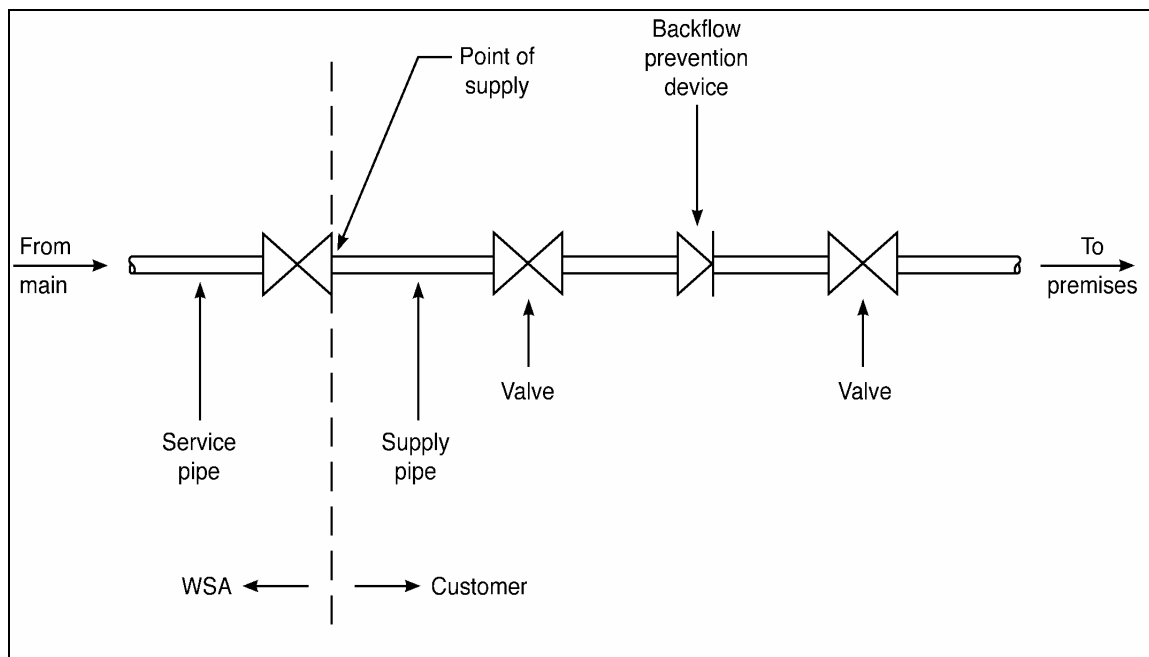 Backflow
prevention
device
Point of
supply
From
main
To
premises
Valve
Valve
Service
pipe
Supply
pipe
WSA
Customer